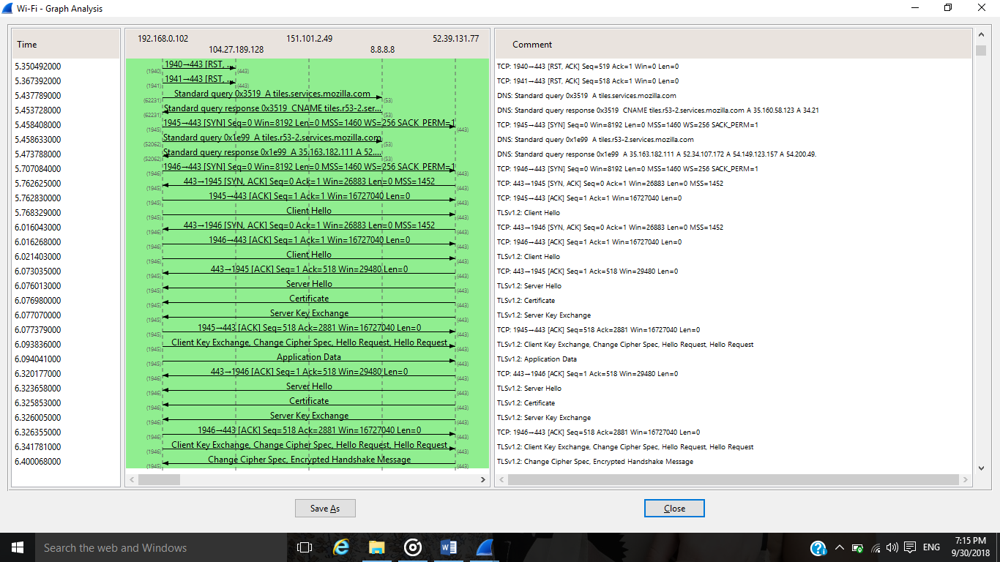 Wi-Fi - Graph Analysis
Time
192.168.0.102 151.101.2.49 52.39.131.77
104.27.189.128 8.8.8.8
Comment
5.350492000 1940→443 [RST, ... (1940) (443) TCP: 1940→443 [RST, ACK] Seq=519 Ack=1 Win=0 Len=0
5.367392000 1941→443 [RST, ... (1941) (443) TCP: 1941→443 [RST, ACK] Seq=518 Ack=1 Win=0 Len=0
5.437789000 Standard query 0x3519 A tiles.services.mozilla.com (62231) (53) DNS: Standard query 0x3519 A tiles.services.mozilla.com
5.453728000 Standard query response 0x3519 CNAME tiles.r53-2.ser... (62231) (53) DNS: Standard query response 0x3519 CNAME tiles.r53-2.services.mozilla.com A 35.160.58.123 A 34.21
5.458408000 1945→443 [SYN] Seq=0 Win=8192 Len=0 MSS=1460 WS=256 SACK_PERM=1 (1945) (443) TCP: 1945→443 [SYN] Seq=0 Win=8192 Len=0 MSS=1460 WS=256 SACK_PERM=1
5.458633000 Standard query 0x1e99 A tiles.r53-2.services.mozilla.com (52062) (53) DNS: Standard query 0x1e99 A tiles.r53-2.services.mozilla.com
5.473788000 Standard query response 0x1e99 A 35.163.182.111 A 52.... (52062) (53) DNS: Standard query response 0x1e99 A 35.163.182.111 A 52.34.107.172 A 54.149.123.157 A 54.200.49.
5.707084000 1946→443 [SYN] Seq=0 Win=8192 Len=0 MSS=1460 WS=256 SACK_PERM=1 (1946) (443) TCP: 1946→443 [SYN] Seq=0 Win=8192 Len=0 MSS=1460 WS=256 SACK_PERM=1
5.762625000 443→1945 [SYN, ACK] Seq=0 Ack=1 Win=26883 Len=0 MSS=1452 (1945) (443) TCP: 443→1945 [SYN, ACK] Seq=0 Ack=1 Win=26883 Len=0 MSS=1452
5.762830000 1945→443 [ACK] Seq=1 Ack=1 Win=16727040 Len=0 (1945) (443) TCP: 1945→443 [ACK] Seq=1 Ack=1 Win=16727040 Len=0
5.768329000 Client Hello (1945) (443) TLSv1.2: Client Hello
6.016043000 443→1946 [SYN, ACK] Seq=0 Ack=1 Win=26883 Len=0 MSS=1452 (1946) (443) TCP: 443→1946 [SYN, ACK] Seq=0 Ack=1 Win=26883 Len=0 MSS=1452
6.016268000 1946→443 [ACK] Seq=1 Ack=1 Win=16727040 Len=0 (1946) (443) TCP: 1946→443 [ACK] Seq=1 Ack=1 Win=16727040 Len=0
6.021403000 Client Hello (1946) (443) TLSv1.2: Client Hello
6.073035000 443→1945 [ACK] Seq=1 Ack=518 Win=29480 Len=0 (1945) (443) TCP: 443→1945 [ACK] Seq=1 Ack=518 Win=29480 Len=0
6.076013000 Server Hello (1945) (443) TLSv1.2: Server Hello
6.076980000 Certificate (1945) (443) TLSv1.2: Certificate
6.077070000 Server Key Exchange (1945) (443) TLSv1.2: Server Key Exchange
6.077379000 1945→443 [ACK] Seq=518 Ack=2881 Win=16727040 Len=0 (1945) (443) TCP: 1945→443 [ACK] Seq=518 Ack=2881 Win=16727040 Len=0
6.093836000 Client Key Exchange, Change Cipher Spec, Hello Request, Hello Request (1945) (443) TLSv1.2: Client Key Exchange, Change Cipher Spec, Hello Request, Hello Request
6.094041000 Application Data (1945) (443) TLSv1.2: Application Data
6.320177000 443→1946 [ACK] Seq=1 Ack=518 Win=29480 Len=0 (1946) (443) TCP: 443→1946 [ACK] Seq=1 Ack=518 Win=29480 Len=0
6.323658000 Server Hello (1946) (443) TLSv1.2: Server Hello
6.325853000 Certificate (1946) (443) TLSv1.2: Certificate
6.326005000 Server Key Exchange (1946) (443) TLSv1.2: Server Key Exchange
6.326355000 1946→443 [ACK] Seq=518 Ack=2881 Win=16727040 Len=0 (1946) (443) TCP: 1946→443 [ACK] Seq=518 Ack=2881 Win=16727040 Len=0
6.341781000 Client Key Exchange, Change Cipher Spec, Hello Request, Hello Request (1946) (443) TLSv1.2: Client Key Exchange, Change Cipher Spec, Hello Request, Hello Request
6.400068000 Change Cipher Spec, Encrypted Handshake Message (1945) (443) TLSv1.2: Change Cipher Spec, Encrypted Handshake Message
Save As
Close
Search the web and Windows
ENG
7:15 PM
9/30/2018